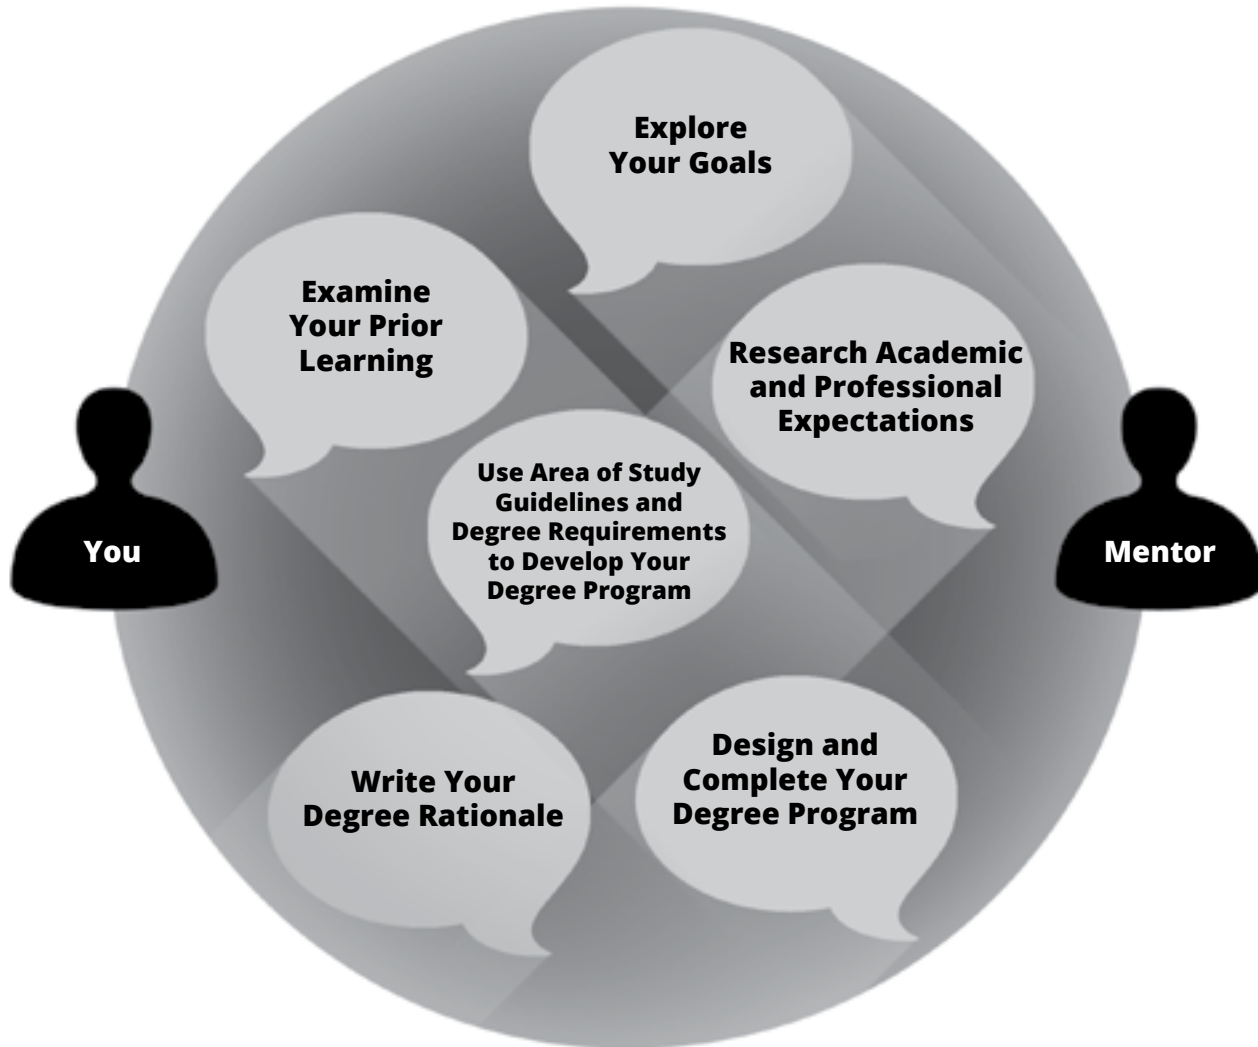 Explore
Your Goals
Examine
Your Prior
Learning
Research Academic
and Professional
Expectations
Use Area of Study
Guidelines and
Degree Requirements
to Develop Your
Degree Program
You
Mentor
Write Your
Degree Rationale
Design and
Complete Your
Degree Program